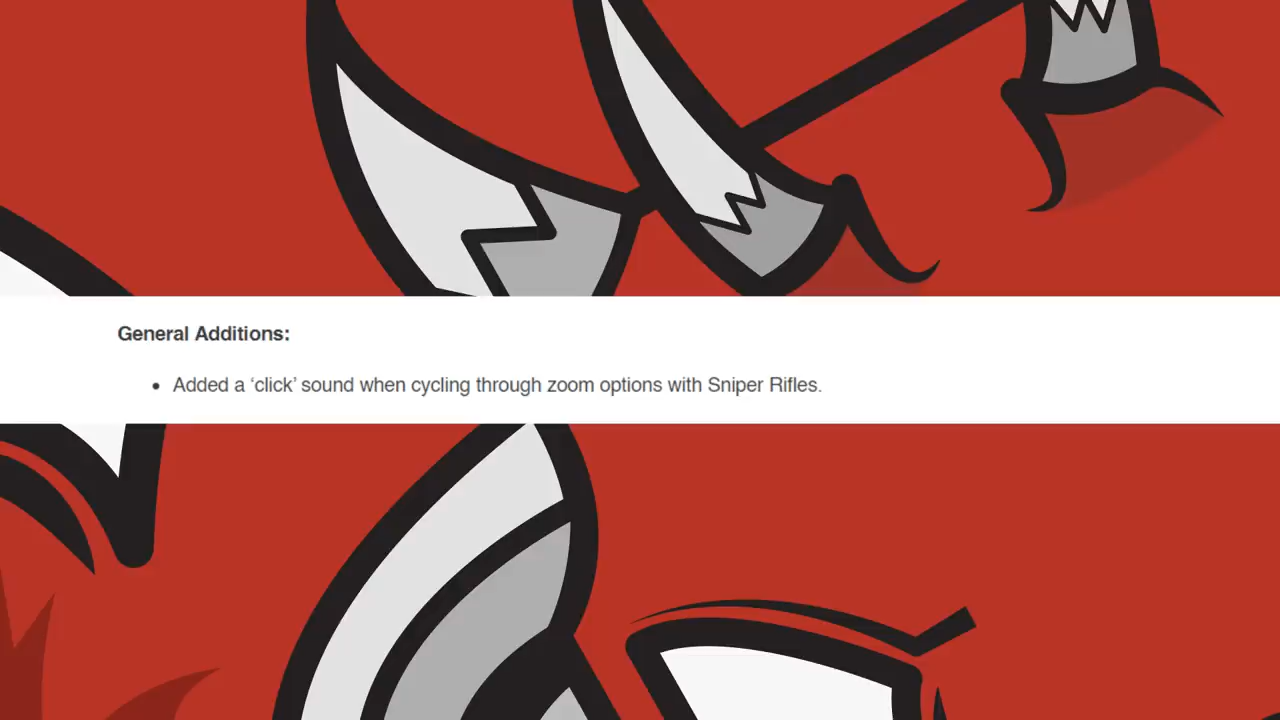 General Additions:
• Added a ‘click’ sound when cycling through zoom options with Sniper Rifles.